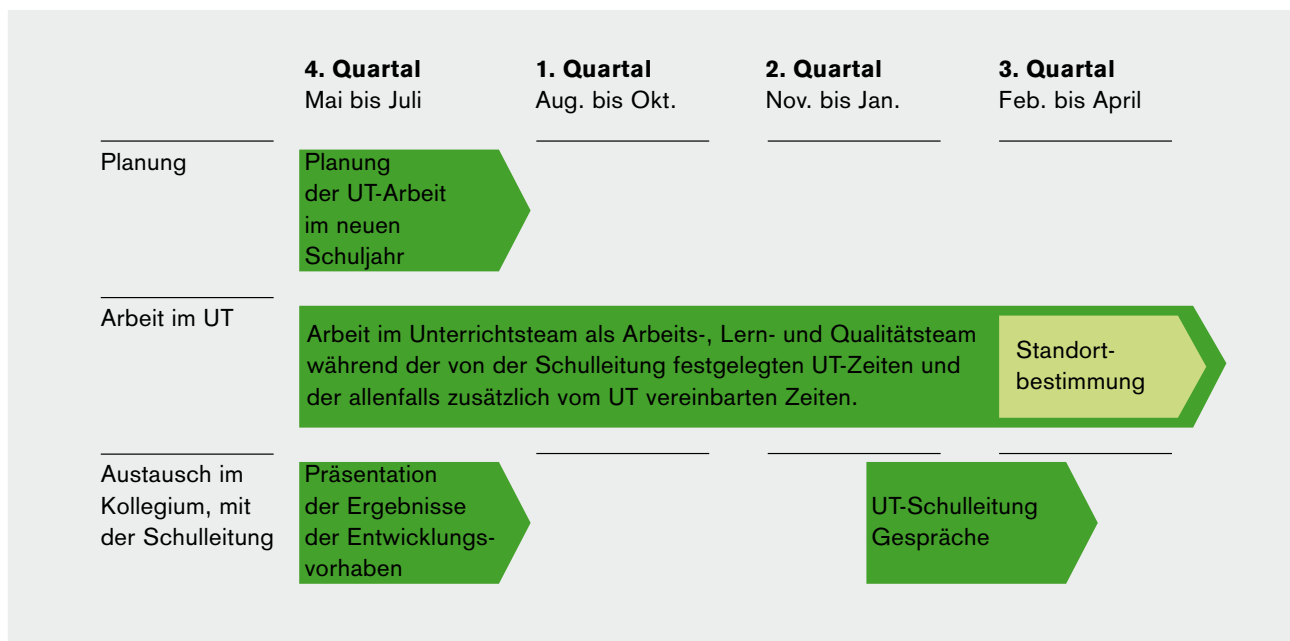 4. Quartal
Mai bis Juli
1. Quartal
Aug. bis Okt.
2. Quartal
Nov. bis Jan.
3. Quartal
Feb. bis April
Planung
Planung
der UT-Arbeit
im neuen
Schuljahr
Arbeit im UT
Arbeit im Unterrichtsteam als Arbeits-, Lern- und Qualitätsteam
während der von der Schulleitung festgelegten UT-Zeiten und
der allenfalls zusätzlich vom UT vereinbarten Zeiten.
Standort-
bestimmung
Austausch im
Kollegium, mit
der Schulleitung
Präsentation
der Ergebnisse
der Entwicklungs-
vorhaben
UT-Schulleitung
Gespräche